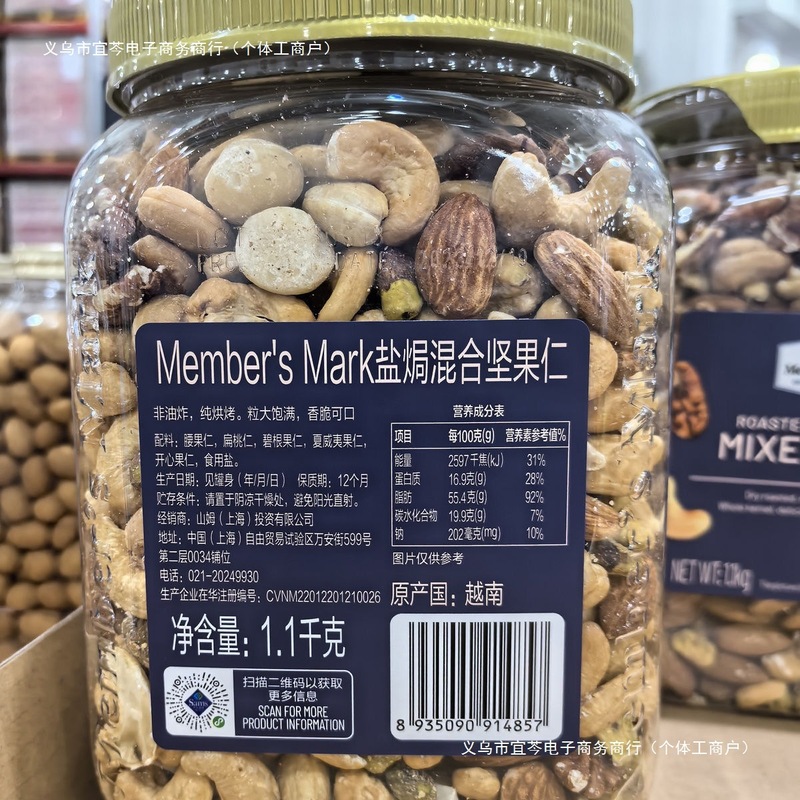 义乌市宜芩电子商务商行（个体工商户）
Member's Mark盐焗混合坚果仁
非油炸，纯烘烤。粒大饱满，香脆可口
配料：腰果仁，扁桃仁，碧根果仁，夏威夷果仁，
开心果仁，食用盐。
生产日期：见罐身（年/月/日） 保质期：12个月
贮存条件：请置于阴凉干燥处，避免阳光直射。
经销商：山姆（上海）投资有限公司
地址：中国（上海）自由贸易试验区万安街599号
第二层0034铺位
电话：021-20249930
生产企业在华注册编号：CVNM22012201210026
营养成分表
项目 每100克(g) 营养素参考值%
能量 2597千焦(kJ) 31%
蛋白质 16.9克(g) 28%
脂肪 55.4克(g) 92%
碳水化合物 19.9克(g) 7%
钠 202毫克(mg) 10%
图片仅供参考
原产国：越南
净含量：1.1千克
Sam's
扫描二维码以获取
更多信息
SCAN FOR MORE
PRODUCT INFORMATION
8 935090 914857
ROASTE
MIXE
NET WT: 1.1kg
义乌市宜芩电子商务商行（个体工商户）